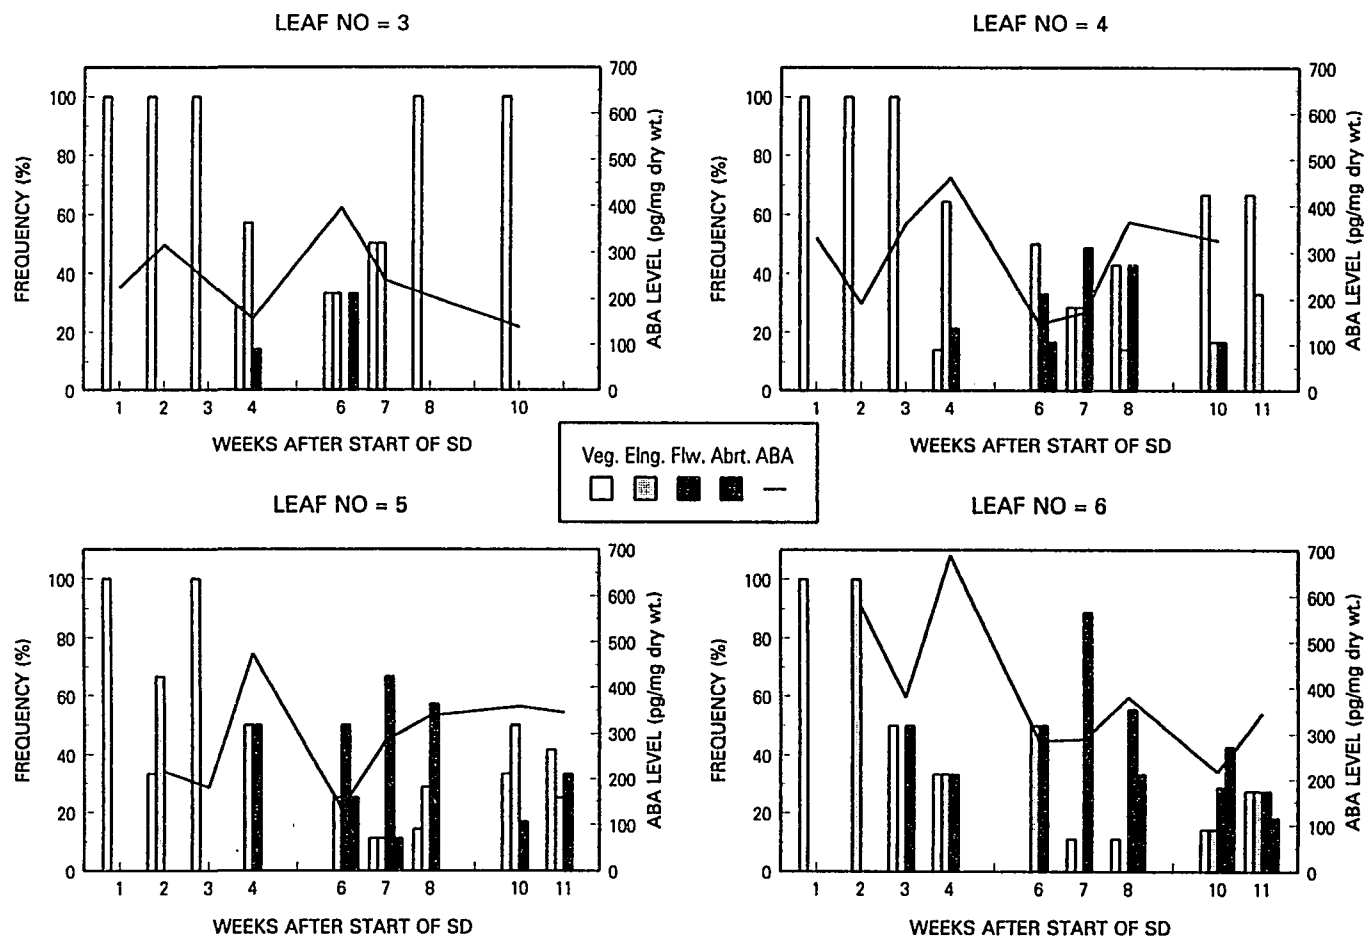 LEAF NO = 3
FREQUENCY (%)
100
80
60
40
20
0
700
600
500
400
300
200
100
0
ABA LEVEL (pg/mg dry wt.)
1 2 3 4 6 7 8 10
WEEKS AFTER START OF SD
LEAF NO = 4
FREQUENCY (%)
100
80
60
40
20
0
700
600
500
400
300
200
100
0
ABA LEVEL (pg/mg dry wt.)
1 2 3 4 6 7 8 10 11
WEEKS AFTER START OF SD
Veg. Elng. Flw. Abrt. ABA
LEAF NO = 5
FREQUENCY (%)
100
80
60
40
20
0
700
600
500
400
300
200
100
0
ABA LEVEL (pg/mg dry wt.)
1 2 3 4 6 7 8 10 11
WEEKS AFTER START OF SD
LEAF NO = 6
FREQUENCY (%)
100
80
60
40
20
0
700
600
500
400
300
200
100
0
ABA LEVEL (pg/mg dry wt.)
1 2 3 4 6 7 8 10 11
WEEKS AFTER START OF SD